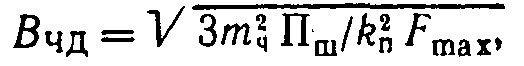 Bчд = √3m²ч Пш/k²п Fmax,